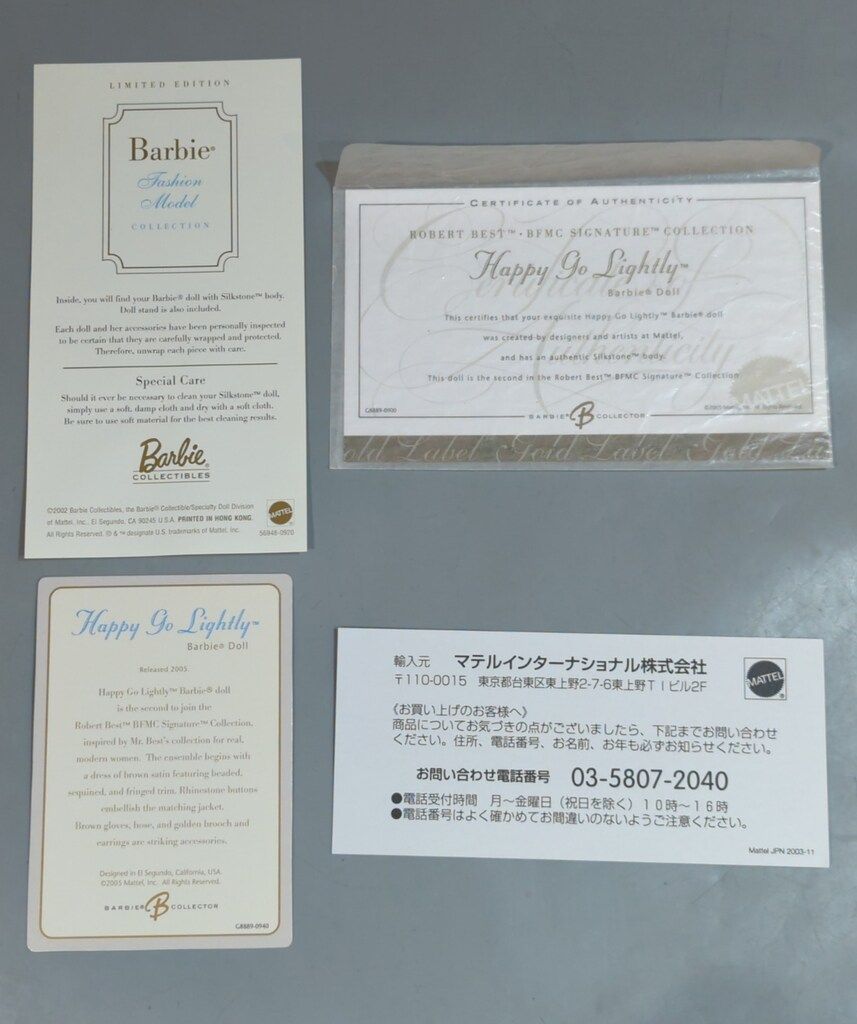 LIMITED EDITION
Barbie®
Fashion
Model
COLLECTION
Inside, you will find your Barbie® doll with Silkstone™ body.
Doll stand is also included.
Each doll and her accessories have been personally inspected
to be certain that they are carefully wrapped and protected.
Therefore, unwrap each piece with care.
Special Care
Should it ever be necessary to clean your Silkstone™ doll,
simply use a soft, damp cloth and dry with a soft cloth.
Be sure to use soft material for the best cleaning results.
Barbie®
COLLECTIBLES
©2002 Barbie Collectibles, the Barbie® Collectible/Specialty Doll Division
of Mattel, Inc., El Segundo, CA 90245 U.S.A. PRINTED IN HONG KONG.
All Rights Reserved. ® & ™ designate U.S. trademarks of Mattel, Inc.
MATTEL
56948-0920
CERTIFICATE OF AUTHENTICITY
ROBERT BEST™ • BFMC SIGNATURE™ COLLECTION
Happy Go Lightly™
Barbie® Doll
Certificate of
Authenticity
This certifies that your exquisite Happy Go Lightly™ Barbie® doll
was created by designers and artists at Mattel,
and has an authentic Silkstone™ body.
This doll is the second in the Robert Best™ BFMC Signature™ Collection.
MATTEL
G8889-0900
BARBIE® B COLLECTOR
©2005 Mattel, Inc. All Rights Reserved.
old Label Gold Label Gold La
Happy Go Lightly™
Barbie® Doll
Released 2005
Happy Go Lightly™ Barbie® doll
is the second to join the
Robert Best™ BFMC Signature™ Collection,
inspired by Mr. Best's collection for real,
modern women. The ensemble begins with
a dress of brown satin featuring beaded,
sequined, and fringed trim. Rhinestone buttons
embellish the matching jacket.
Brown gloves, hose, and golden brooch and
earrings are striking accessories.
Designed in El Segundo, California, USA.
©2005 Mattel, Inc. All Rights Reserved.
BARBIE® B COLLECTOR
G8889-0940
輸入元 マテルインターナショナル株式会社
〒110-0015 東京都台東区東上野2-7-6東上野TIビル2F
MATTEL
《お買い上げのお客様へ》
商品についてお気づきの点がございましたら、下記までお問い合わせ
ください。住所、電話番号、お名前、お年も必ずお知らせください。
お問い合わせ電話番号 03-5807-2040
●電話受付時間 月～金曜日（祝日を除く）10時～16時
●電話番号はよく確かめてお間違いのないようご注意ください。
Mattel JPN 2003-11